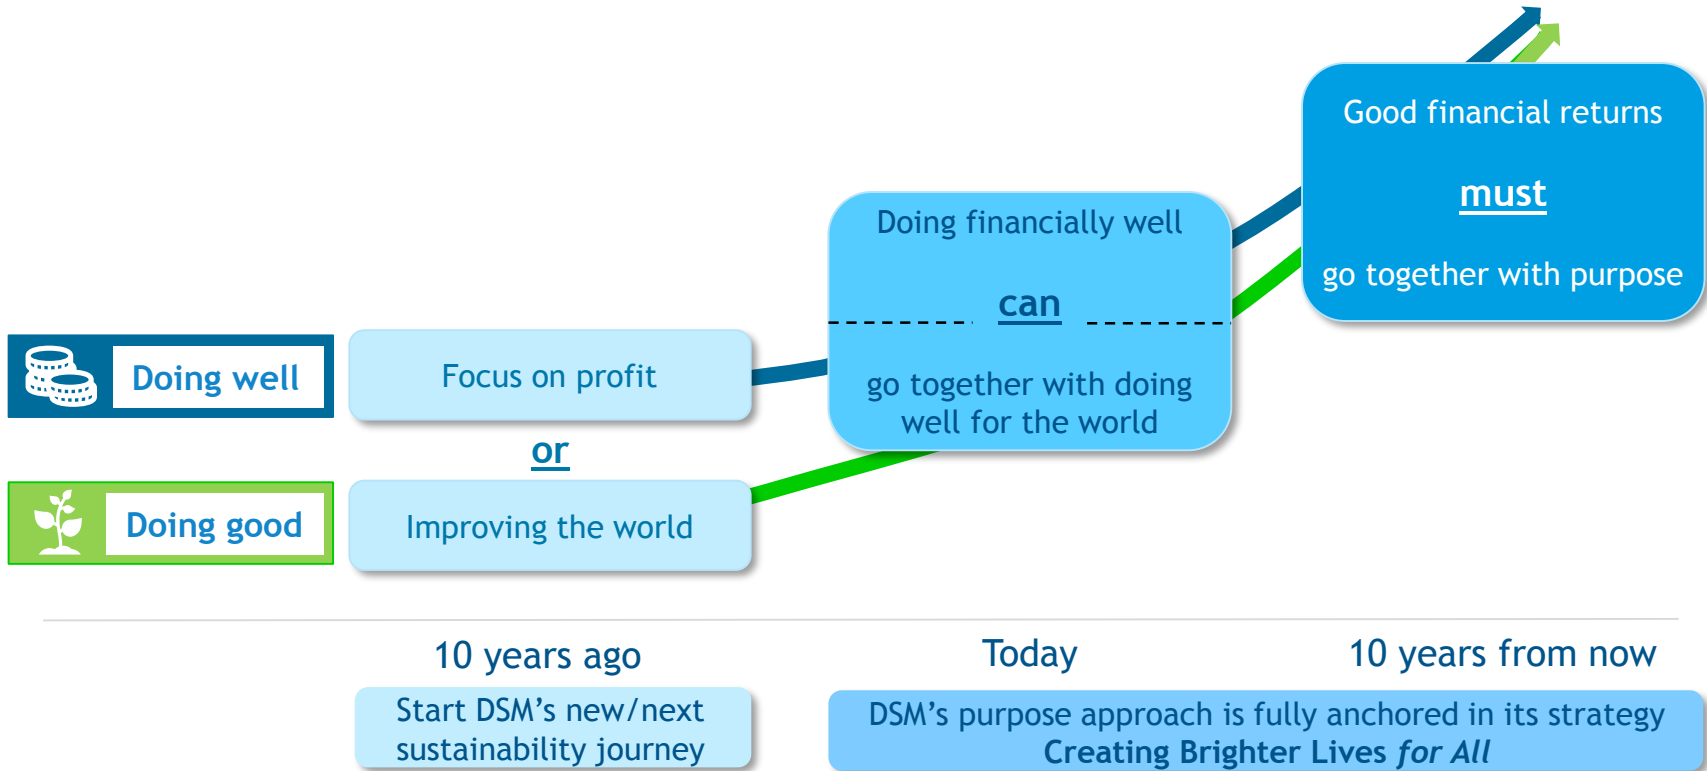 Good financial returns
must
go together with purpose
Doing financially well
can
go together with doing
well for the world
Doing well
Focus on profit
or
Doing good
Improving the world
10 years ago
Today
10 years from now
Start DSM’s new/next
sustainability journey
DSM’s purpose approach is fully anchored in its strategy
Creating Brighter Lives for All